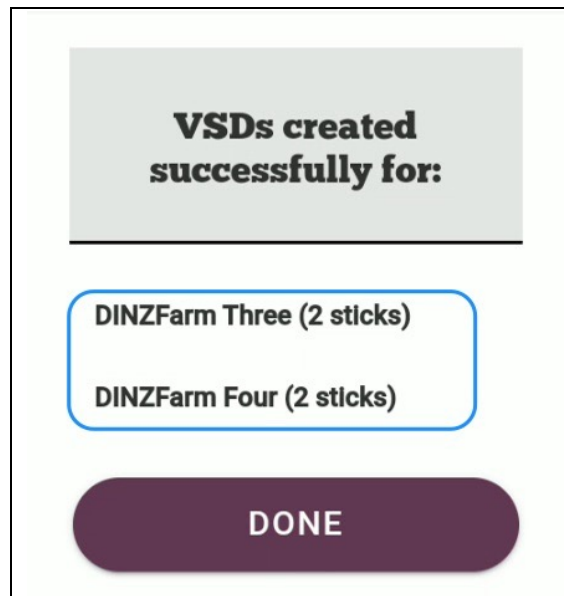 VSDs created
successfully for:
DINZFarm Three (2 sticks)
DINZFarm Four (2 sticks)
DONE